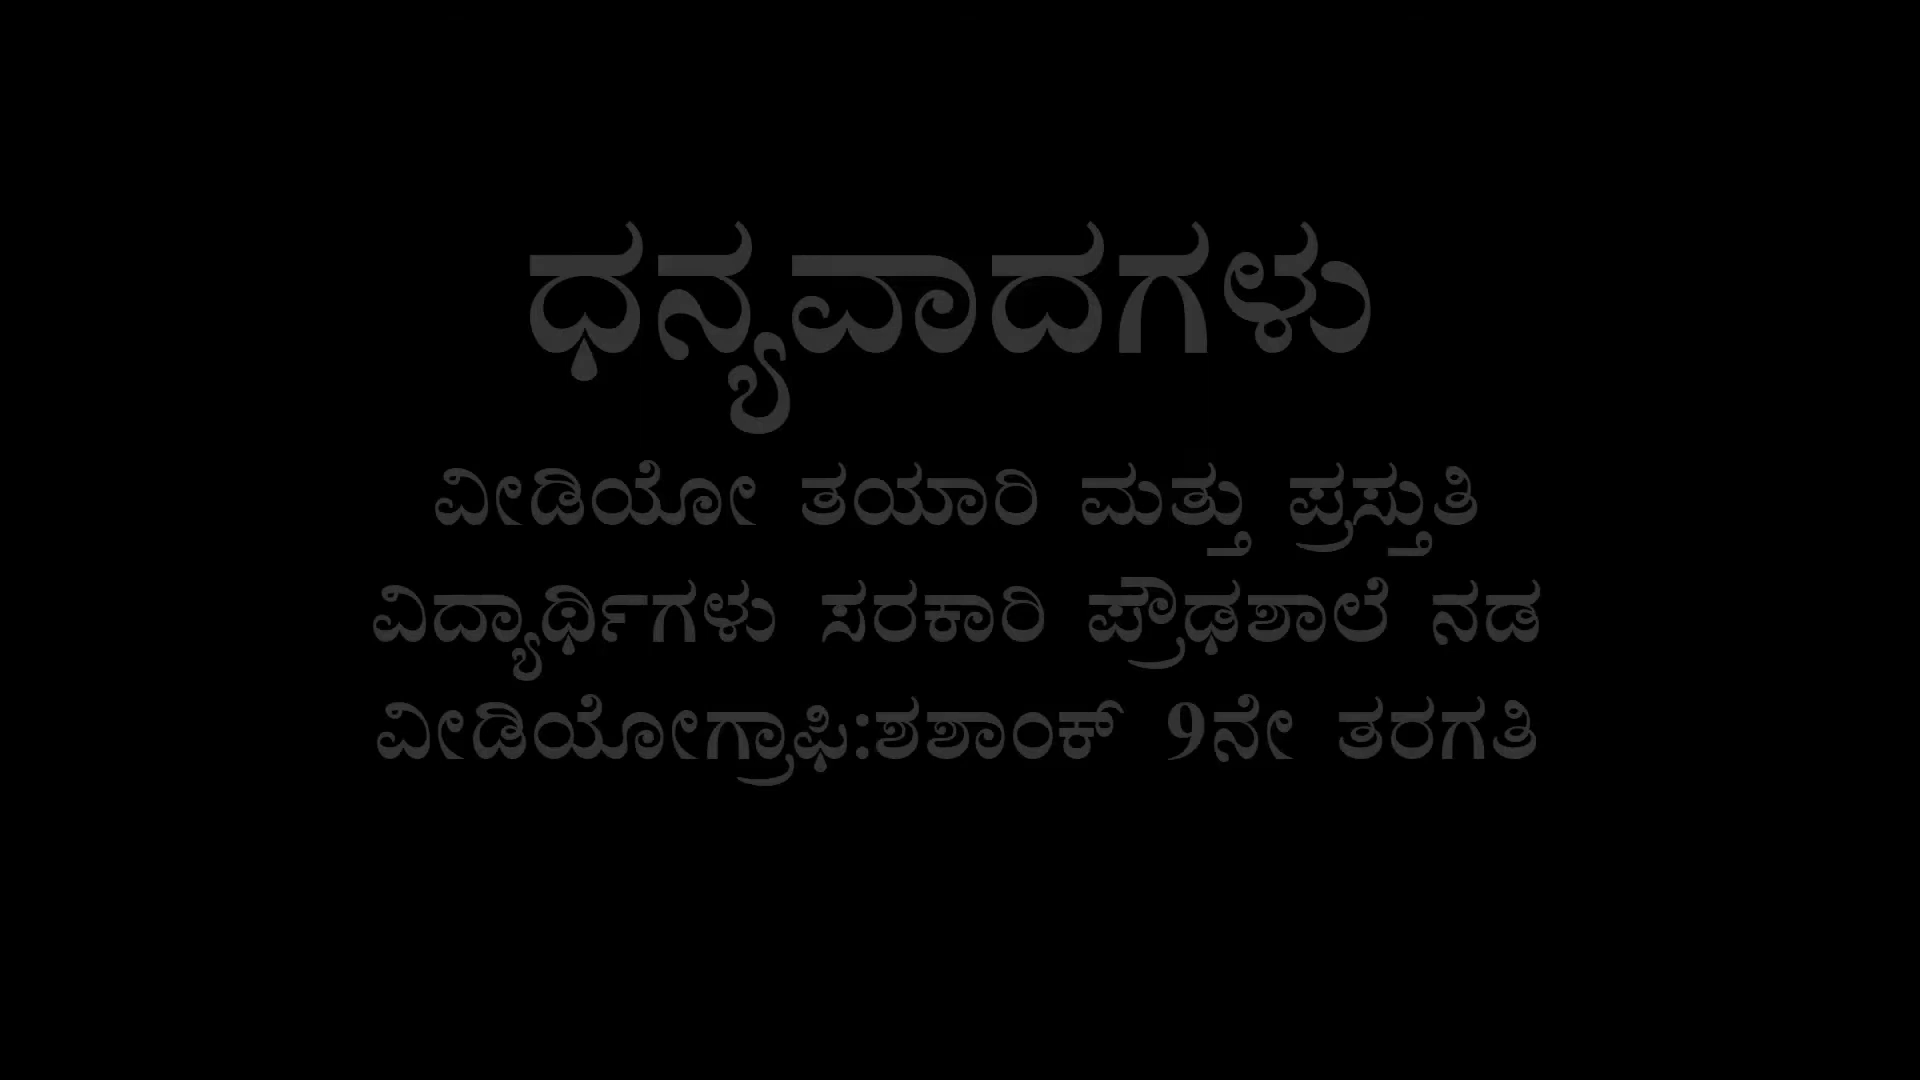 ಧನ್ಯವಾದಗಳು
ವೀಡಿಯೋ ತಯಾರಿ ಮತ್ತು ಪ್ರಸ್ತುತಿ
ವಿದ್ಯಾರ್ಥಿಗಳು ಸರಕಾರಿ ಪ್ರೌಢಶಾಲೆ ನಡ
ವೀಡಿಯೋಗ್ರಾಫಿ:ಶಶಾಂಕ್ 9ನೇ ತರಗತಿ